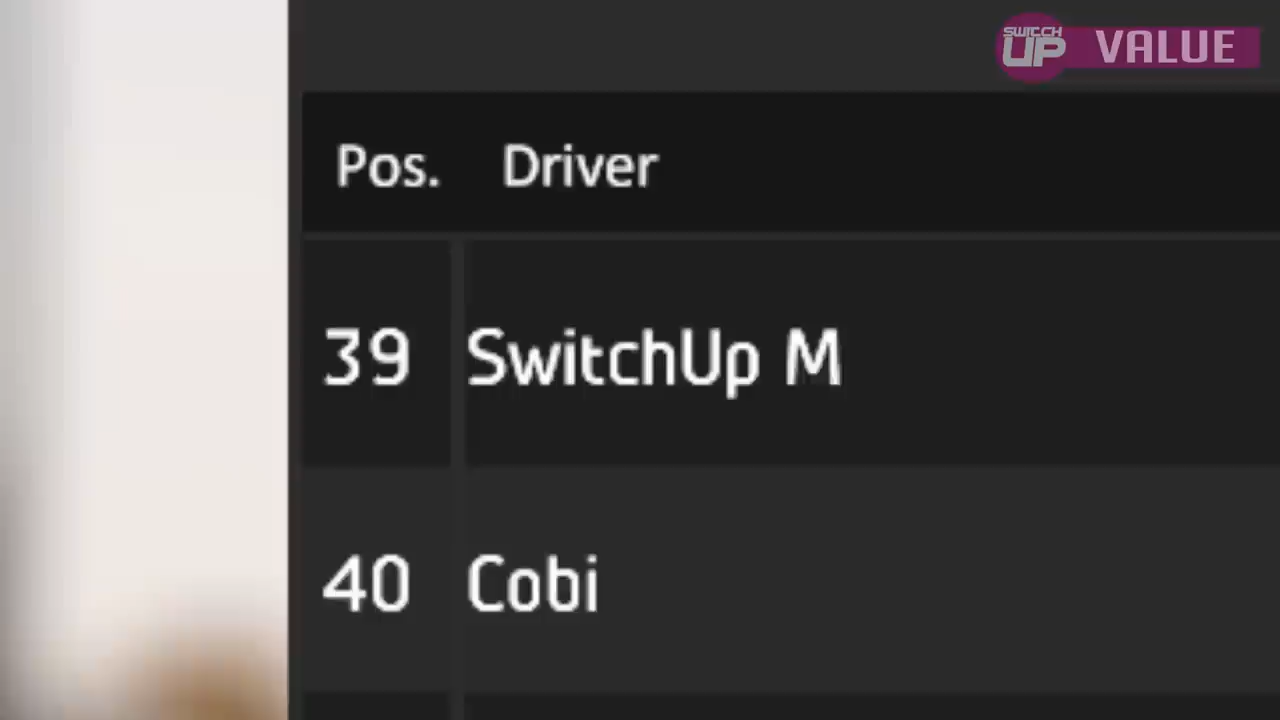 SWITCH
UP VALUE
Pos. Driver
39 SwitchUp M
40 Cobi